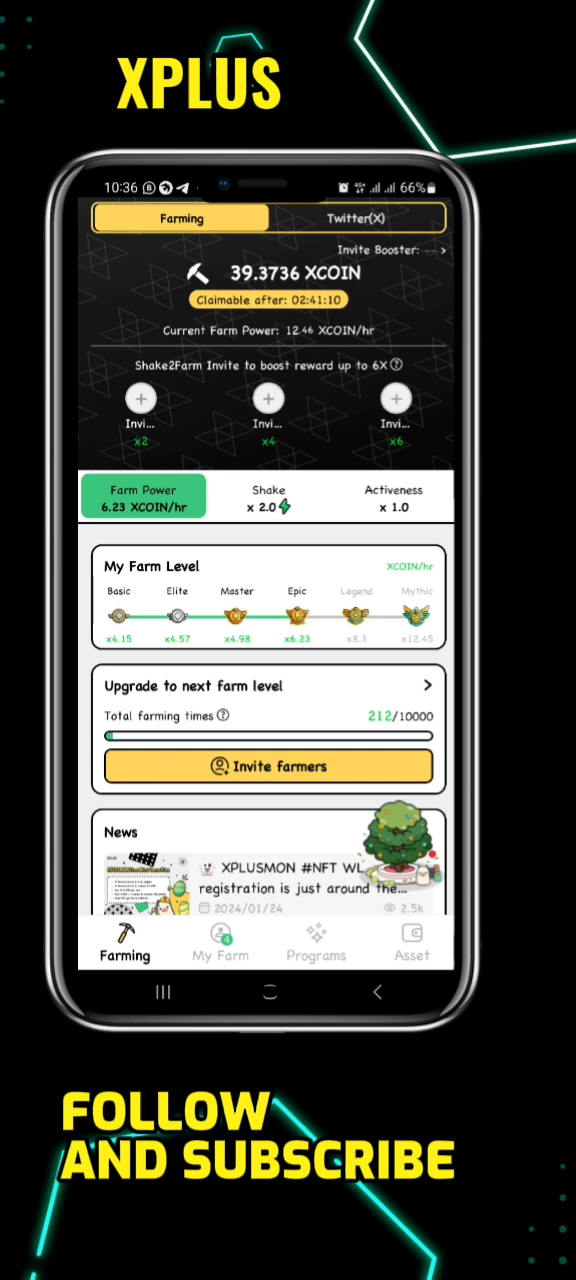 XPLUS
10:36
66%
Farming Twitter(X)
Invite Booster: -- >
39.3736 XCOIN
Claimable after: 02:41:10
Current Farm Power: 12.46 XCOIN/hr
Shake2Farm Invite to boost reward up to 6X
Invi... Invi... Invi...
x2 x4 x6
Farm Power Shake Activeness
6.23 XCOIN/hr x 2.0 x 1.0
My Farm Level XCOIN/hr
Basic Elite Master Epic Legend Mythic
x4.15 x4.57 x4.98 x6.23 x8.3 x12.45
Upgrade to next farm level
Total farming times 212/10000
Invite farmers
News
XPLUSMON #NFT WL
registration is just around the...
2024/01/24 2.5k
4
Farming My Farm Programs Asset
FOLLOW
AND SUBSCRIBE